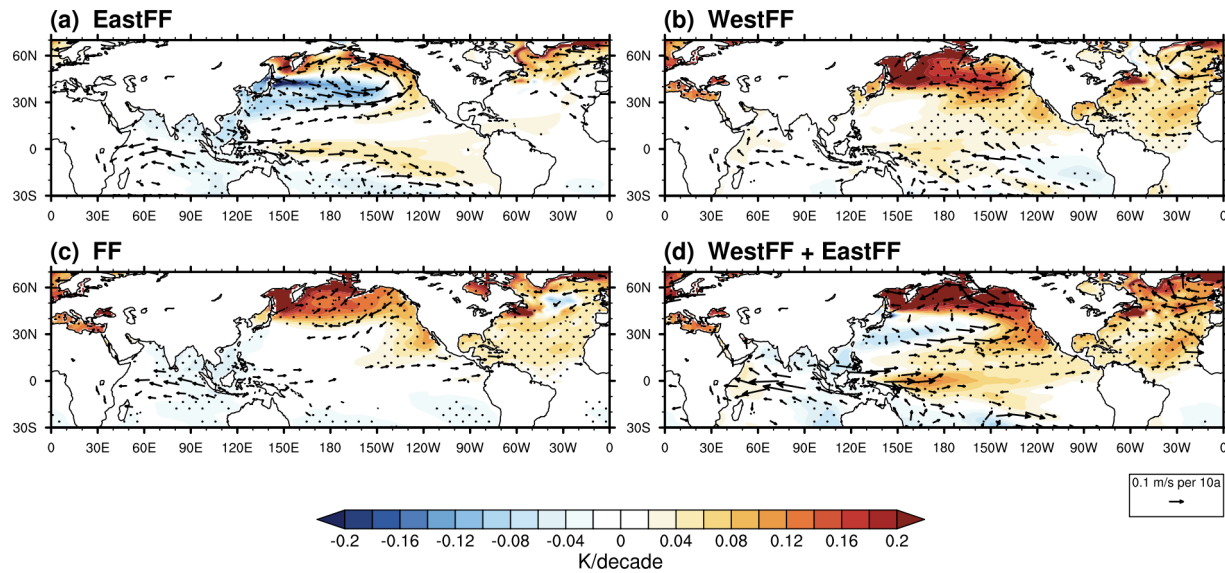 (a) EastFF
(b) WestFF
60N
30N
0
30S
0 30E 60E 90E 120E 150E 180 150W 120W 90W 60W 30W 0
60N
30N
0
30S
0 30E 60E 90E 120E 150E 180 150W 120W 90W 60W 30W 0
(c) FF
(d) WestFF + EastFF
60N
30N
0
30S
0 30E 60E 90E 120E 150E 180 150W 120W 90W 60W 30W 0
60N
30N
0
30S
0 30E 60E 90E 120E 150E 180 150W 120W 90W 60W 30W 0
0.1 m/s per 10a
-0.2 -0.16 -0.12 -0.08 -0.04 0 0.04 0.08 0.12 0.16 0.2
K/decade